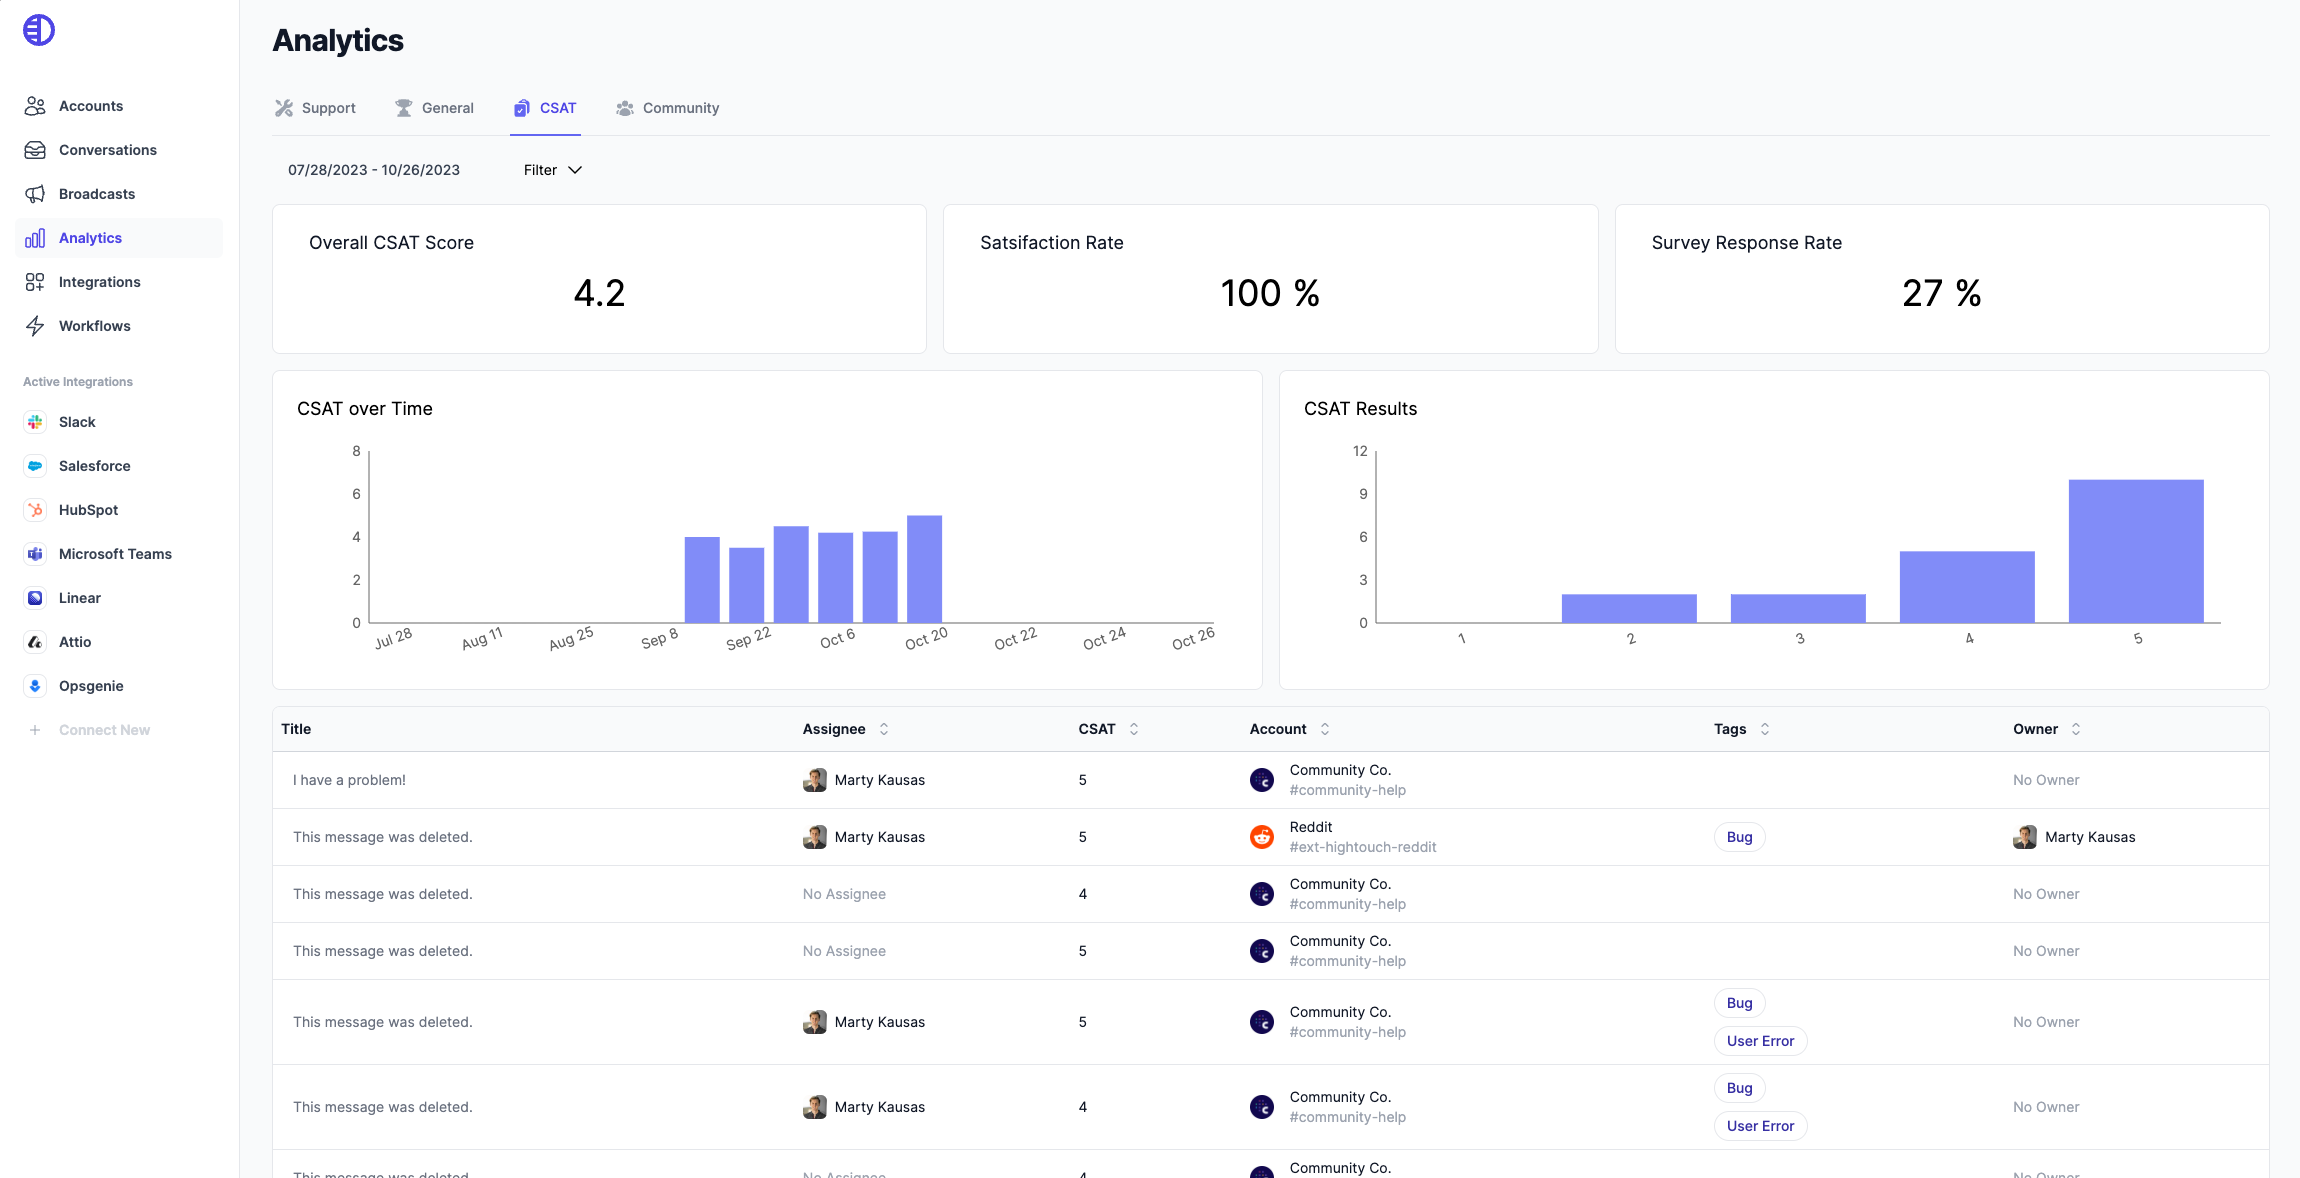 Analytics
Accounts
Conversations
Broadcasts
Analytics
Integrations
Workflows
Active Integrations
Slack
Salesforce
HubSpot
Microsoft Teams
Linear
Attio
Opsgenie
+ Connect New
Support General CSAT Community
07/28/2023 - 10/26/2023 Filter
Overall CSAT Score
4.2
Satsifaction Rate
100 %
Survey Response Rate
27 %
CSAT over Time
8
6
4
2
0
Jul 28 Aug 11 Aug 25 Sep 8 Sep 22 Oct 6 Oct 20 Oct 22 Oct 24 Oct 26
CSAT Results
12
9
6
3
0
1 2 3 4 5
Title Assignee CSAT Account Tags Owner
I have a problem! Marty Kausas 5 Community Co. No Owner
#community-help
This message was deleted. Marty Kausas 5 Reddit Bug Marty Kausas
#ext-hightouch-reddit
This message was deleted. No Assignee 4 Community Co. No Owner
#community-help
This message was deleted. No Assignee 5 Community Co. No Owner
#community-help
This message was deleted. Marty Kausas 5 Community Co. Bug No Owner
#community-help User Error
This message was deleted. Marty Kausas 4 Community Co. Bug No Owner
#community-help User Error
This message was deleted. No Assignee 4 Community Co. No Owner